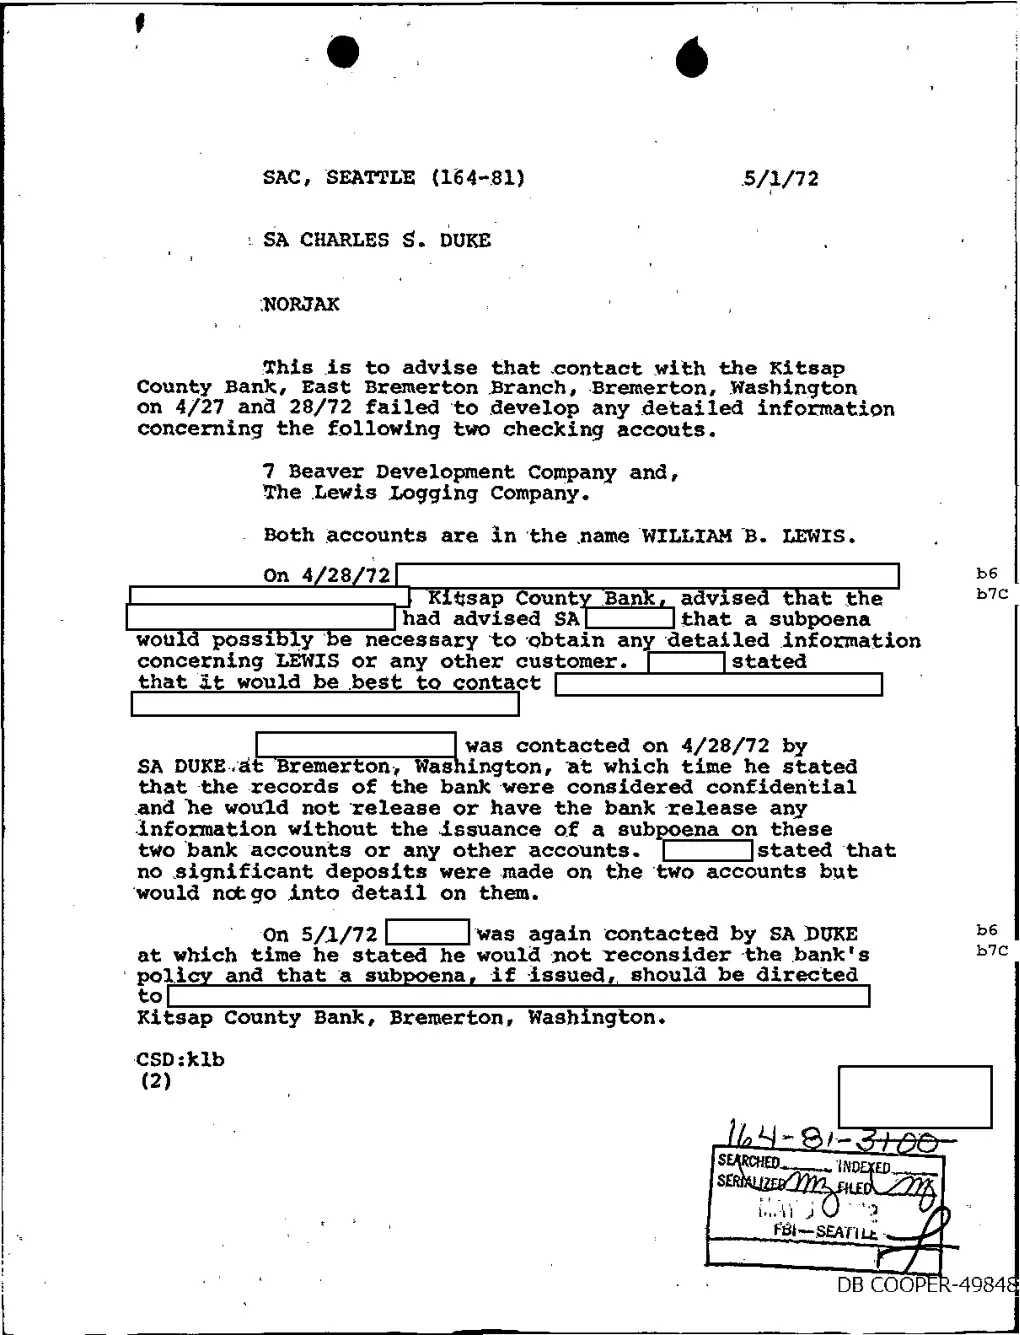 SAC, SEATTLE (164-81) 5/1/72
SA CHARLES S. DUKE
NORJAK
This is to advise that contact with the Kitsap
County Bank, East Bremerton Branch, Bremerton, Washington
on 4/27 and 28/72 failed to develop any detailed information
concerning the following two checking accouts.
7 Beaver Development Company and,
The Lewis Logging Company.
Both accounts are in the name WILLIAM B. LEWIS.
On 4/28/72 b6
Kitsap County Bank, advised that the b7C
had advised SA that a subpoena
would possibly be necessary to obtain any detailed information
concerning LEWIS or any other customer. stated
that it would be best to contact
was contacted on 4/28/72 by
SA DUKE at Bremerton, Washington, at which time he stated
that the records of the bank were considered confidential
and he would not release or have the bank release any
information without the issuance of a subpoena on these
two bank accounts or any other accounts. stated that
no significant deposits were made on the two accounts but
would not go into detail on them.
On 5/1/72 was again contacted by SA DUKE b6
at which time he stated he would not reconsider the bank's b7C
policy and that a subpoena, if issued, should be directed
to
Kitsap County Bank, Bremerton, Washington.
CSD:klb
(2)
164-81-3100
SEARCHED INDEXED
SERIALIZED FILED
MAY
FBI—SEATTLE
DB COOPER-49848